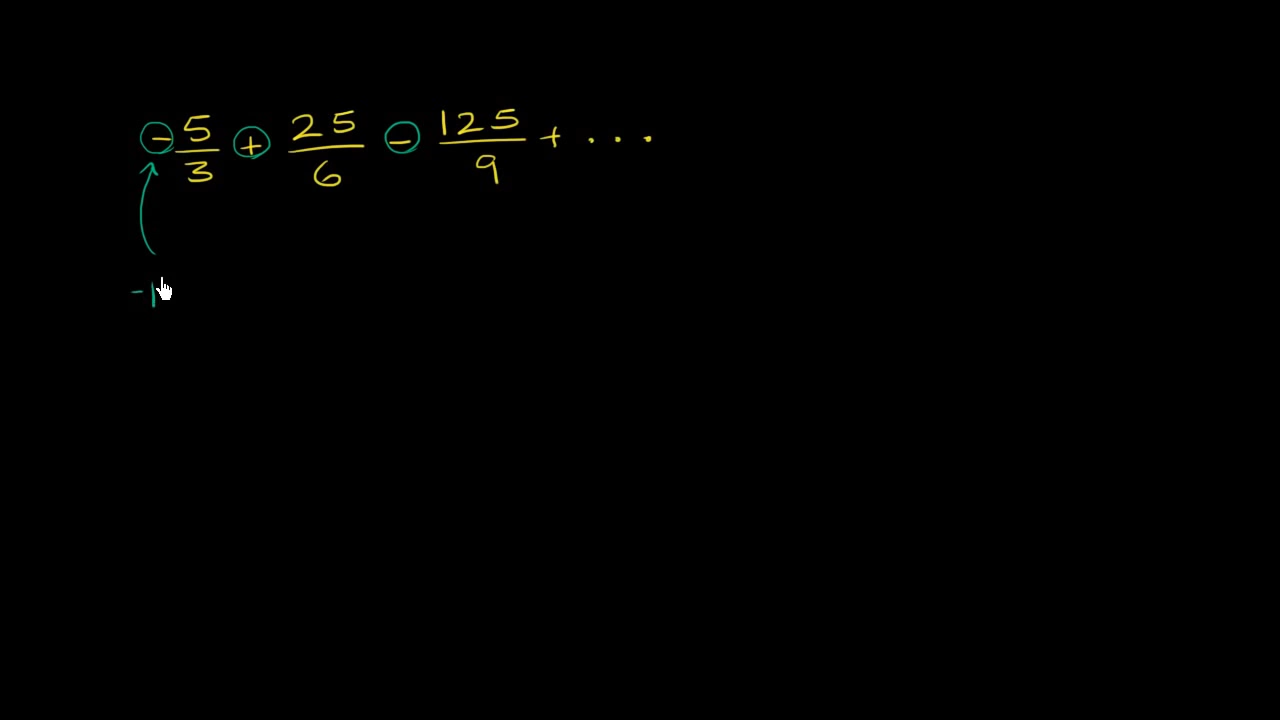 - 5/3 + 25/6 - 125/9 + ...
-1